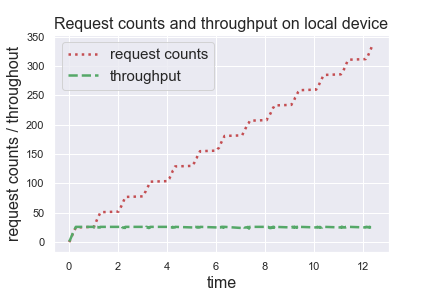 Request counts and throughput on local device
request counts / throughout
350
300
250
200
150
100
50
0
request counts
throughput
0 2 4 6 8 10 12
time